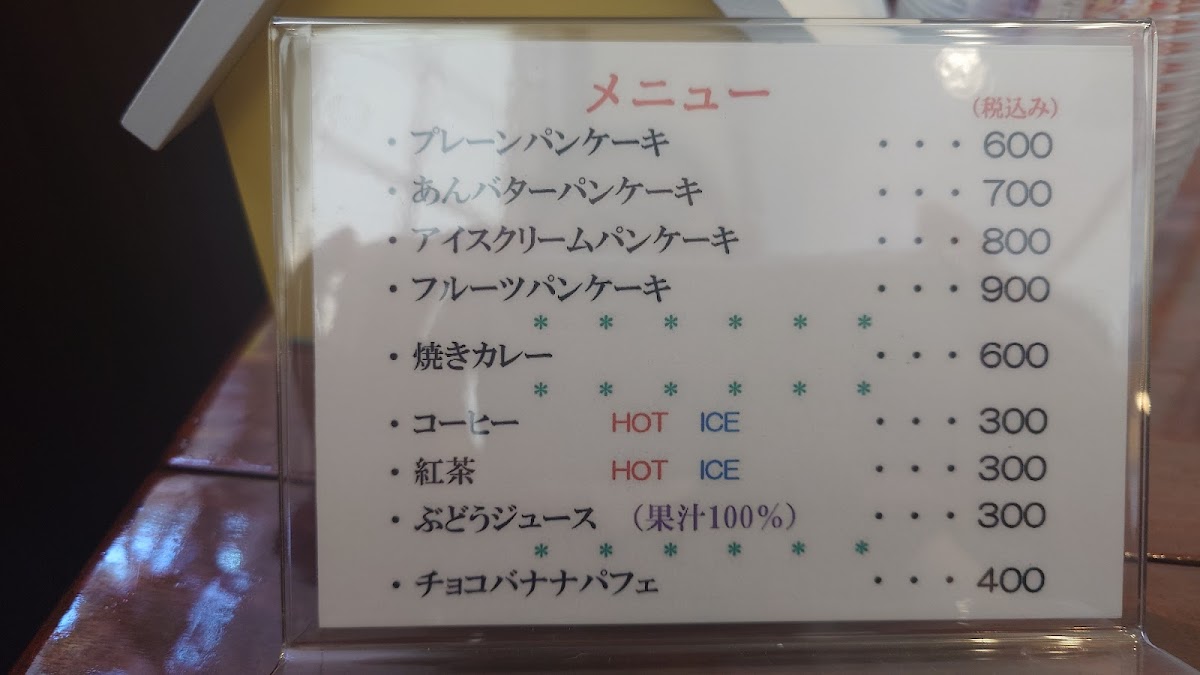 メニュー
(税込み)
・プレーンパンケーキ ・・・600
・あんバターパンケーキ ・・・700
・アイスクリームパンケーキ ・・・800
・フルーツパンケーキ ・・・900
* * * * * *
・焼きカレー ・・・600
* * * * * *
・コーヒー HOT ICE ・・・300
・紅茶 HOT ICE ・・・300
・ぶどうジュース (果汁100%) ・・・300
* * * * * *
・チョコバナナパフェ ・・・400